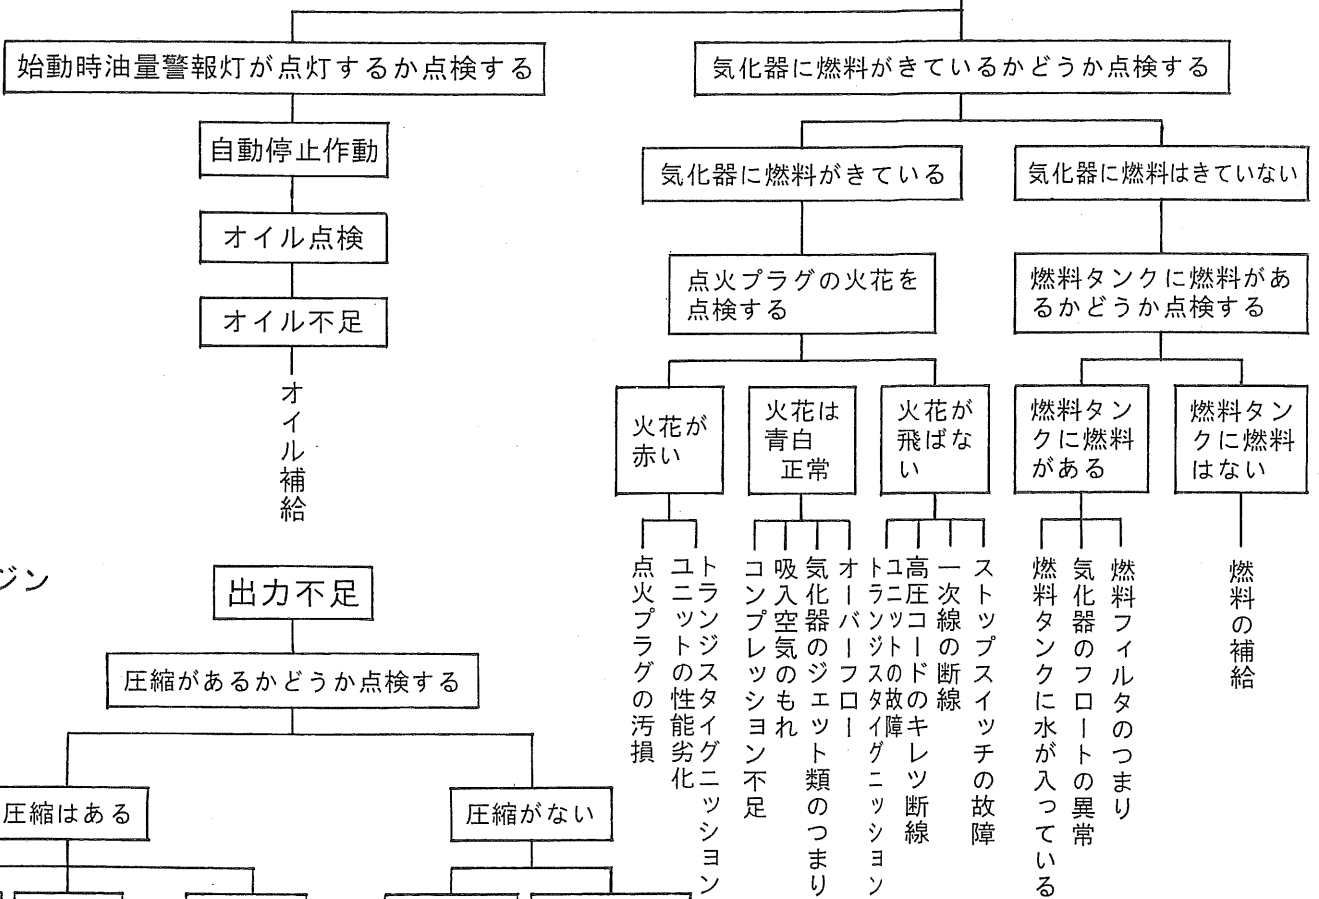 始動時油量警報灯が点灯するか点検する
自動停止作動
オイル点検
オイル不足
オイル補給
気化器に燃料がきているかどうか点検する
気化器に燃料がきている
点火プラグの火花を
点検する
火花が
赤い
トランジスタイグニッション
ユニットの性能劣化
点火プラグの汚損
火花は
青白
正常
オーバーフロー
気化器のジェット類のつまり
吸入空気のもれ
コンプレッション不足
火花が
飛ばな
い
ストップスイッチの故障
一次線の断線
高圧コードのキレツ断線
トランジスタイグニッション
ユニットの故障
気化器に燃料はきていない
燃料タンクに燃料があ
るかどうか点検する
燃料タン
クに燃料
がある
燃料フィルタのつまり
気化器のフロートの異常
燃料タンクに水が入っている
燃料タン
クに燃料
はない
燃料の補給
ジン
出力不足
圧縮があるかどうか点検する
圧縮はある
圧縮がない